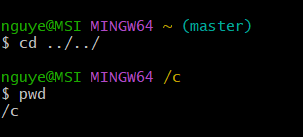 nguye@MSI MINGW64 ~ (master)
$ cd ../../
nguye@MSI MINGW64 /c
$ pwd
/c